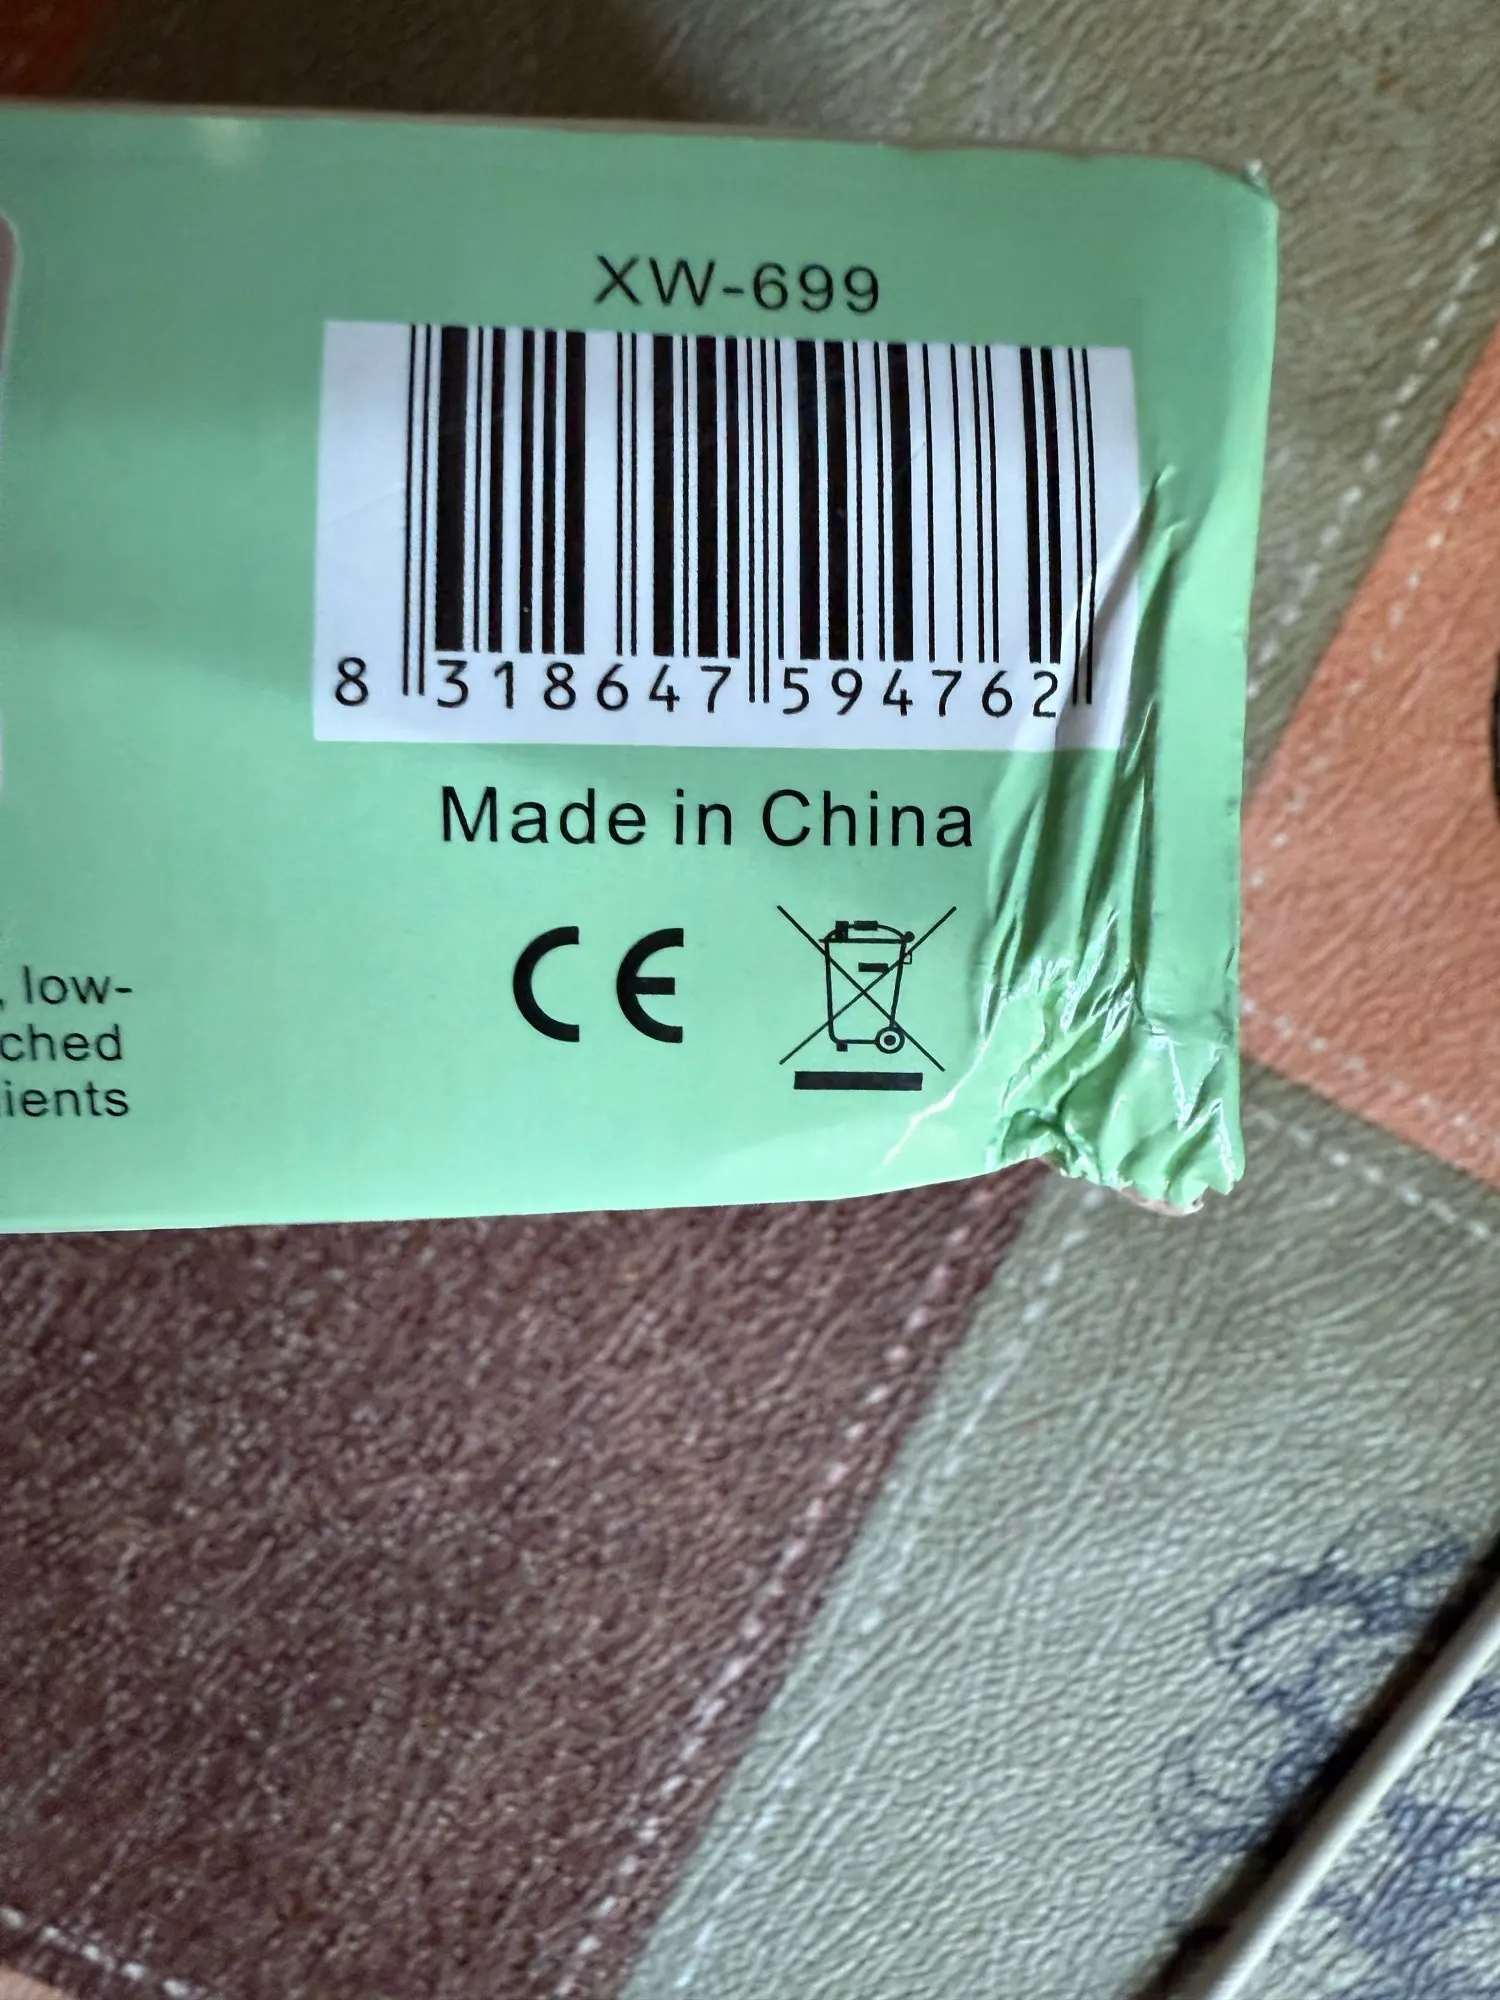 XW-699
8 318647 594762
Made in China
CE
, low-
ched
ients